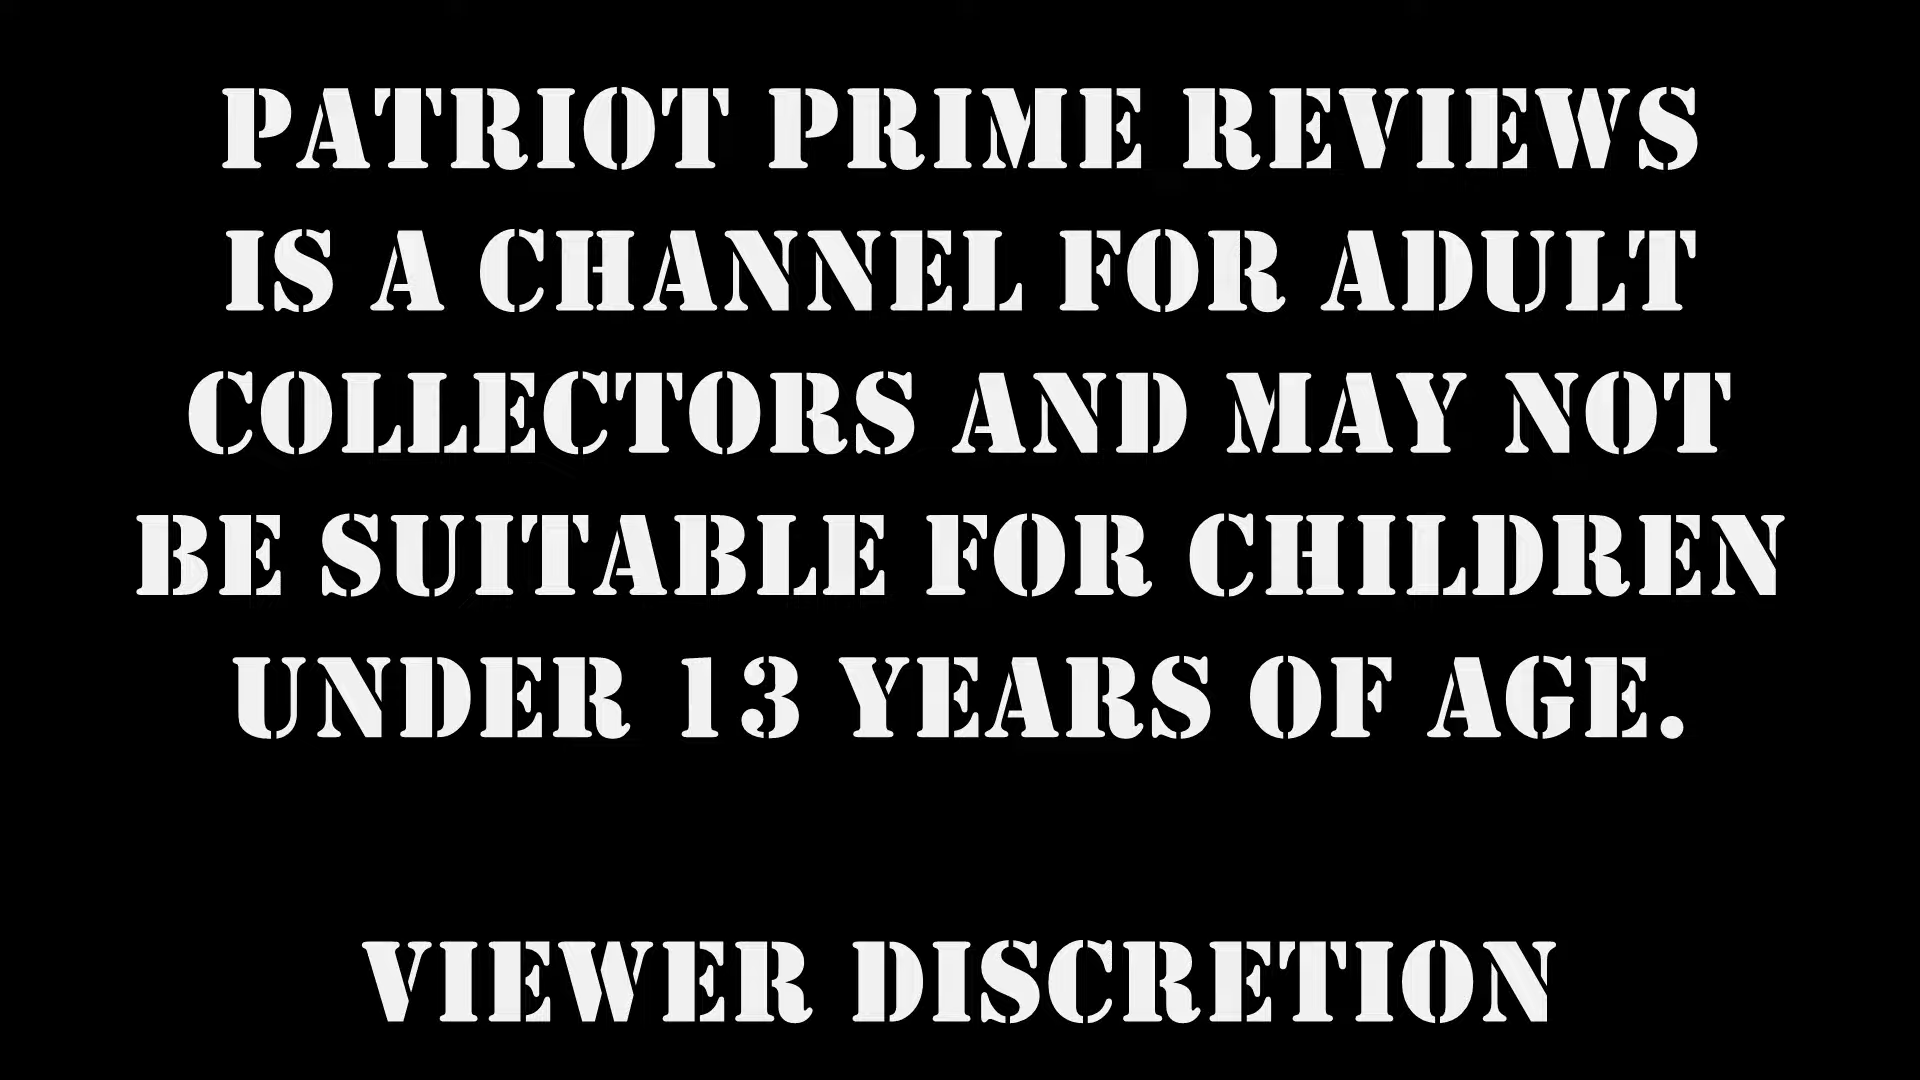 PATRIOT PRIME REVIEWS
IS A CHANNEL FOR ADULT
COLLECTORS AND MAY NOT
BE SUITABLE FOR CHILDREN
UNDER 13 YEARS OF AGE.
VIEWER DISCRETION